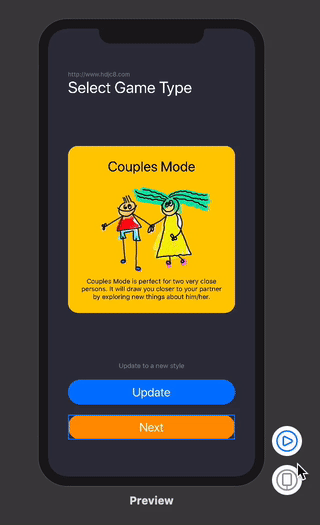 http://www.hdjc8.com
Select Game Type
Couples Mode
Couples Mode is perfect for two very close
persons. It will draw you closer to your partner
by exploring new things about him/her.
Update to a new style
Update
Next
Preview